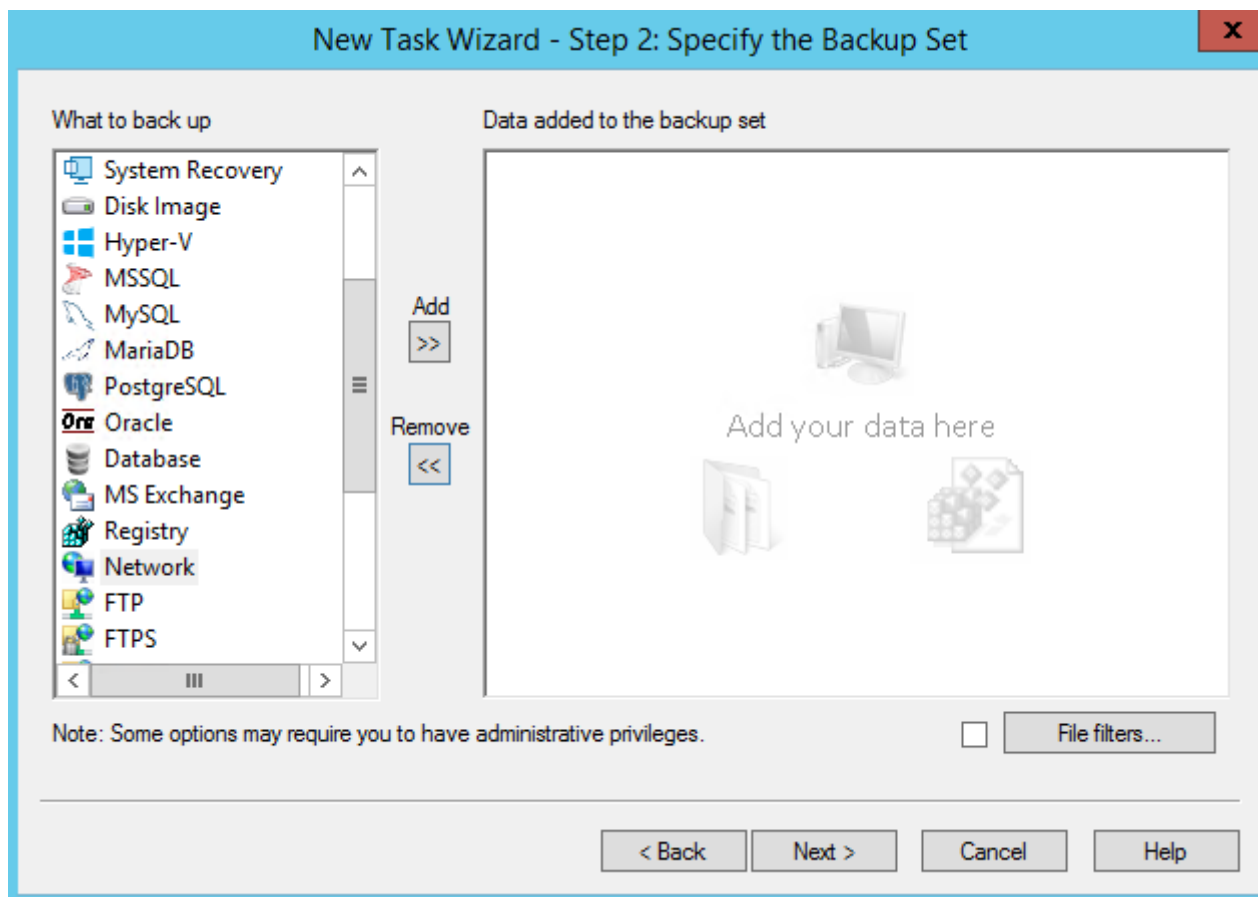 New Task Wizard - Step 2: Specify the Backup Set
x
What to back up
Data added to the backup set
System Recovery
Disk Image
Hyper-V
MSSQL
MySQL
MariaDB
PostgreSQL
Ora Oracle
Database
MS Exchange
Registry
Network
FTP
FTPS
Add
>>
Remove
<<
Add your data here
Note: Some options may require you to have administrative privileges.
File filters...
< Back
Next >
Cancel
Help